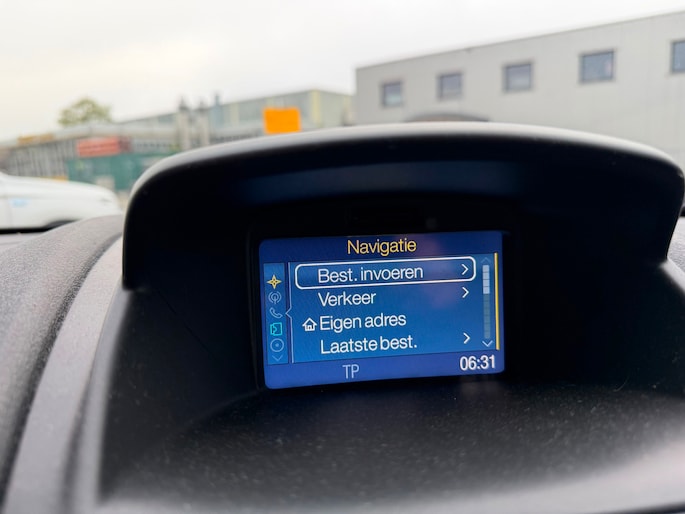 Navigatie
Best. invoeren
Verkeer
Eigen adres
Laatste best.
TP 06:31